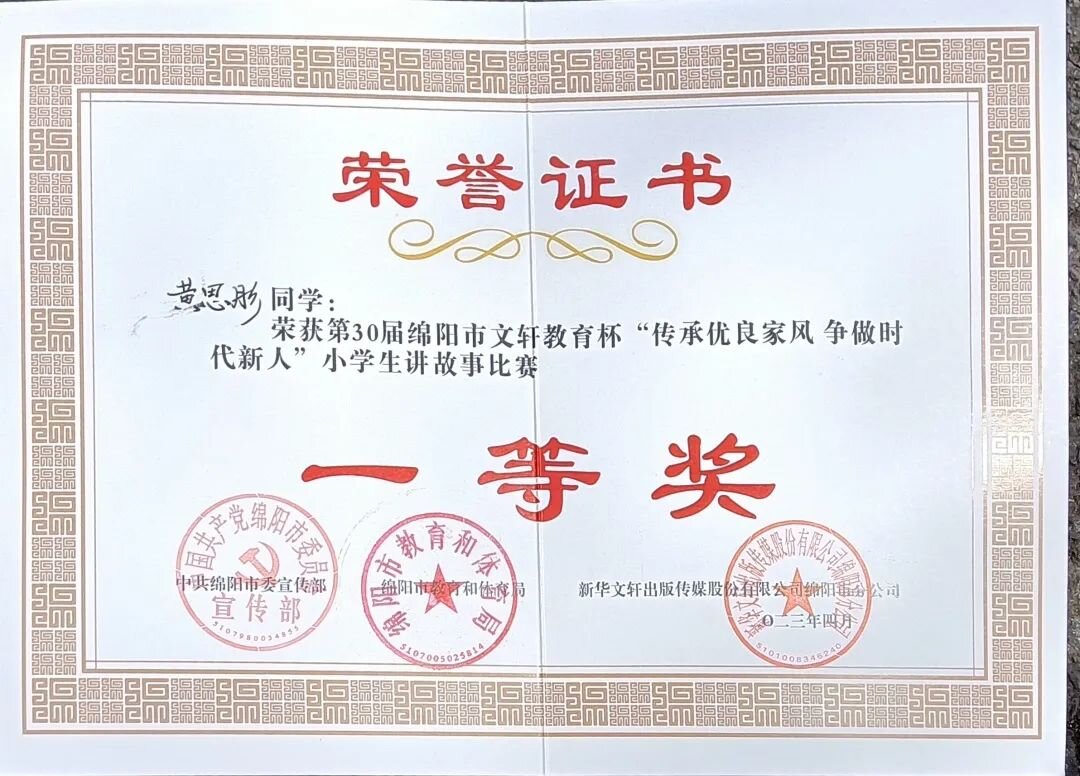 荣誉证书
黄思彤 同学：
荣获第30届绵阳市文轩教育杯“传承优良家风 争做时
代新人”小学生讲故事比赛
一等奖
中国共产党绵阳市委员会
宣传部
5107980034855
中共绵阳市委宣传部
绵阳市教育和体育局
5107005025814
绵阳市教育和体育局
新华文轩出版传媒股份有限公司绵阳市分公司
5101008346240
二〇二三年四月